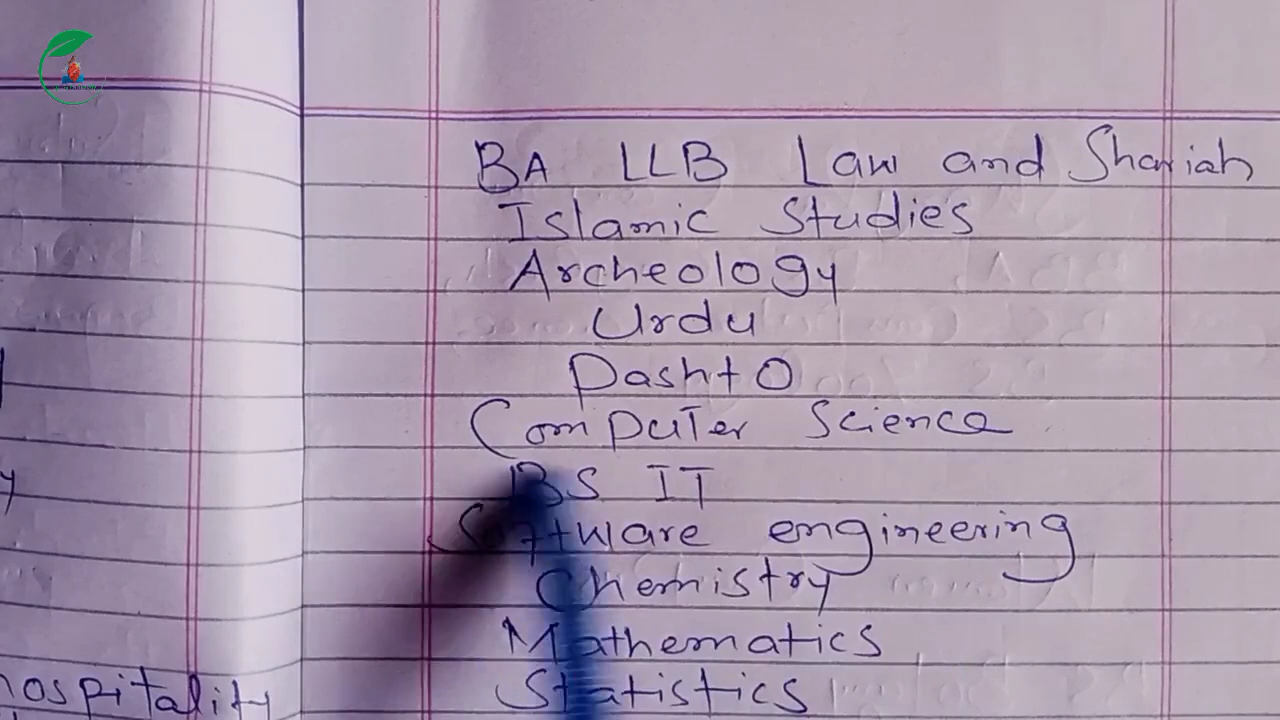 BA LLB Law and Shariah
Islamic Studies
Archeology
Urdu
Pashto
Computer Science
BS IT
Software engineering
Chemistry
Mathematics
Statistics
hospitality